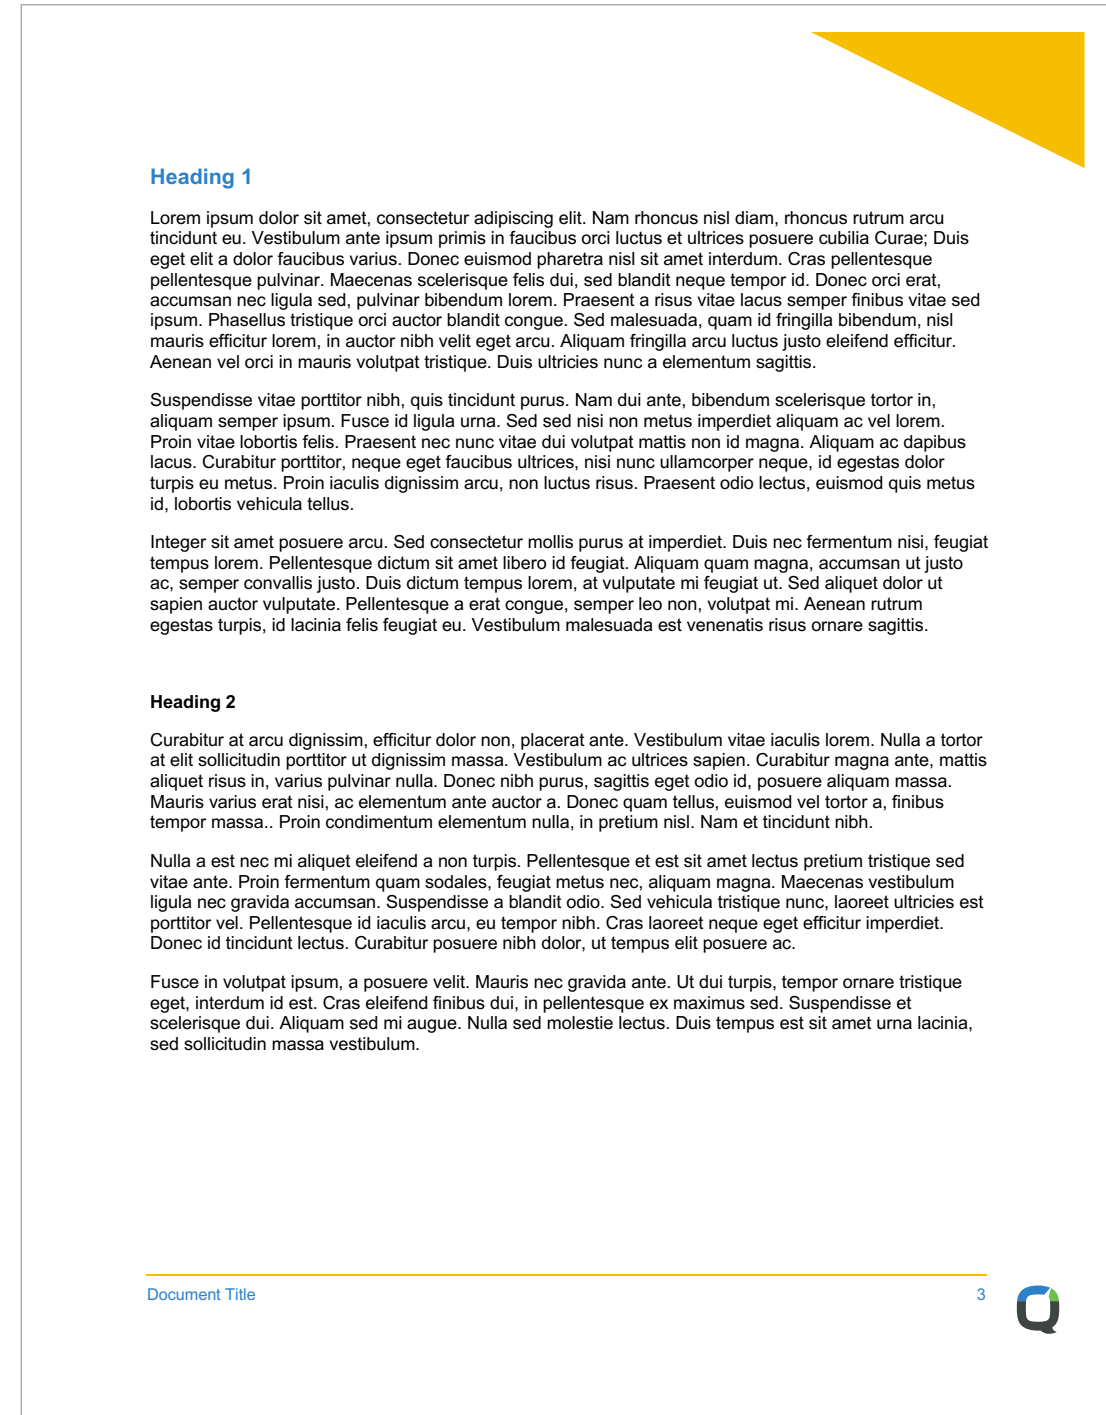 Heading 1
Lorem ipsum dolor sit amet, consectetur adipiscing elit. Nam rhoncus nisl diam, rhoncus rutrum arcu
tincidunt eu. Vestibulum ante ipsum primis in faucibus orci luctus et ultrices posuere cubilia Curae; Duis
eget elit a dolor faucibus varius. Donec euismod pharetra nisl sit amet interdum. Cras pellentesque
pellentesque pulvinar. Maecenas scelerisque felis dui, sed blandit neque tempor id. Donec orci erat,
accumsan nec ligula sed, pulvinar bibendum lorem. Praesent a risus vitae lacus semper finibus vitae sed
ipsum. Phasellus tristique orci auctor blandit congue. Sed malesuada, quam id fringilla bibendum, nisl
mauris efficitur lorem, in auctor nibh velit eget arcu. Aliquam fringilla arcu luctus justo eleifend efficitur.
Aenean vel orci in mauris volutpat tristique. Duis ultricies nunc a elementum sagittis.
Suspendisse vitae porttitor nibh, quis tincidunt purus. Nam dui ante, bibendum scelerisque tortor in,
aliquam semper ipsum. Fusce id ligula urna. Sed sed nisi non metus imperdiet aliquam ac vel lorem.
Proin vitae lobortis felis. Praesent nec nunc vitae dui volutpat mattis non id magna. Aliquam ac dapibus
lacus. Curabitur porttitor, neque eget faucibus ultrices, nisi nunc ullamcorper neque, id egestas dolor
turpis eu metus. Proin iaculis dignissim arcu, non luctus risus. Praesent odio lectus, euismod quis metus
id, lobortis vehicula tellus.
Integer sit amet posuere arcu. Sed consectetur mollis purus at imperdiet. Duis nec fermentum nisi, feugiat
tempus lorem. Pellentesque dictum sit amet libero id feugiat. Aliquam quam magna, accumsan ut justo
ac, semper convallis justo. Duis dictum tempus lorem, at vulputate mi feugiat ut. Sed aliquet dolor ut
sapien auctor vulputate. Pellentesque a erat congue, semper leo non, volutpat mi. Aenean rutrum
egestas turpis, id lacinia felis feugiat eu. Vestibulum malesuada est venenatis risus ornare sagittis.
Heading 2
Curabitur at arcu dignissim, efficitur dolor non, placerat ante. Vestibulum vitae iaculis lorem. Nulla a tortor
at elit sollicitudin porttitor ut dignissim massa. Vestibulum ac ultrices sapien. Curabitur magna ante, mattis
aliquet risus in, varius pulvinar nulla. Donec nibh purus, sagittis eget odio id, posuere aliquam massa.
Mauris varius erat nisi, ac elementum ante auctor a. Donec quam tellus, euismod vel tortor a, finibus
tempor massa.. Proin condimentum elementum nulla, in pretium nisl. Nam et tincidunt nibh.
Nulla a est nec mi aliquet eleifend a non turpis. Pellentesque et est sit amet lectus pretium tristique sed
vitae ante. Proin fermentum quam sodales, feugiat metus nec, aliquam magna. Maecenas vestibulum
ligula nec gravida accumsan. Suspendisse a blandit odio. Sed vehicula tristique nunc, laoreet ultricies est
porttitor vel. Pellentesque id iaculis arcu, eu tempor nibh. Cras laoreet neque eget efficitur imperdiet.
Donec id tincidunt lectus. Curabitur posuere nibh dolor, ut tempus elit posuere ac.
Fusce in volutpat ipsum, a posuere velit. Mauris nec gravida ante. Ut dui turpis, tempor ornare tristique
eget, interdum id est. Cras eleifend finibus dui, in pellentesque ex maximus sed. Suspendisse et
scelerisque dui. Aliquam sed mi augue. Nulla sed molestie lectus. Duis tempus est sit amet urna lacinia,
sed sollicitudin massa vestibulum.
Document Title 3
Q